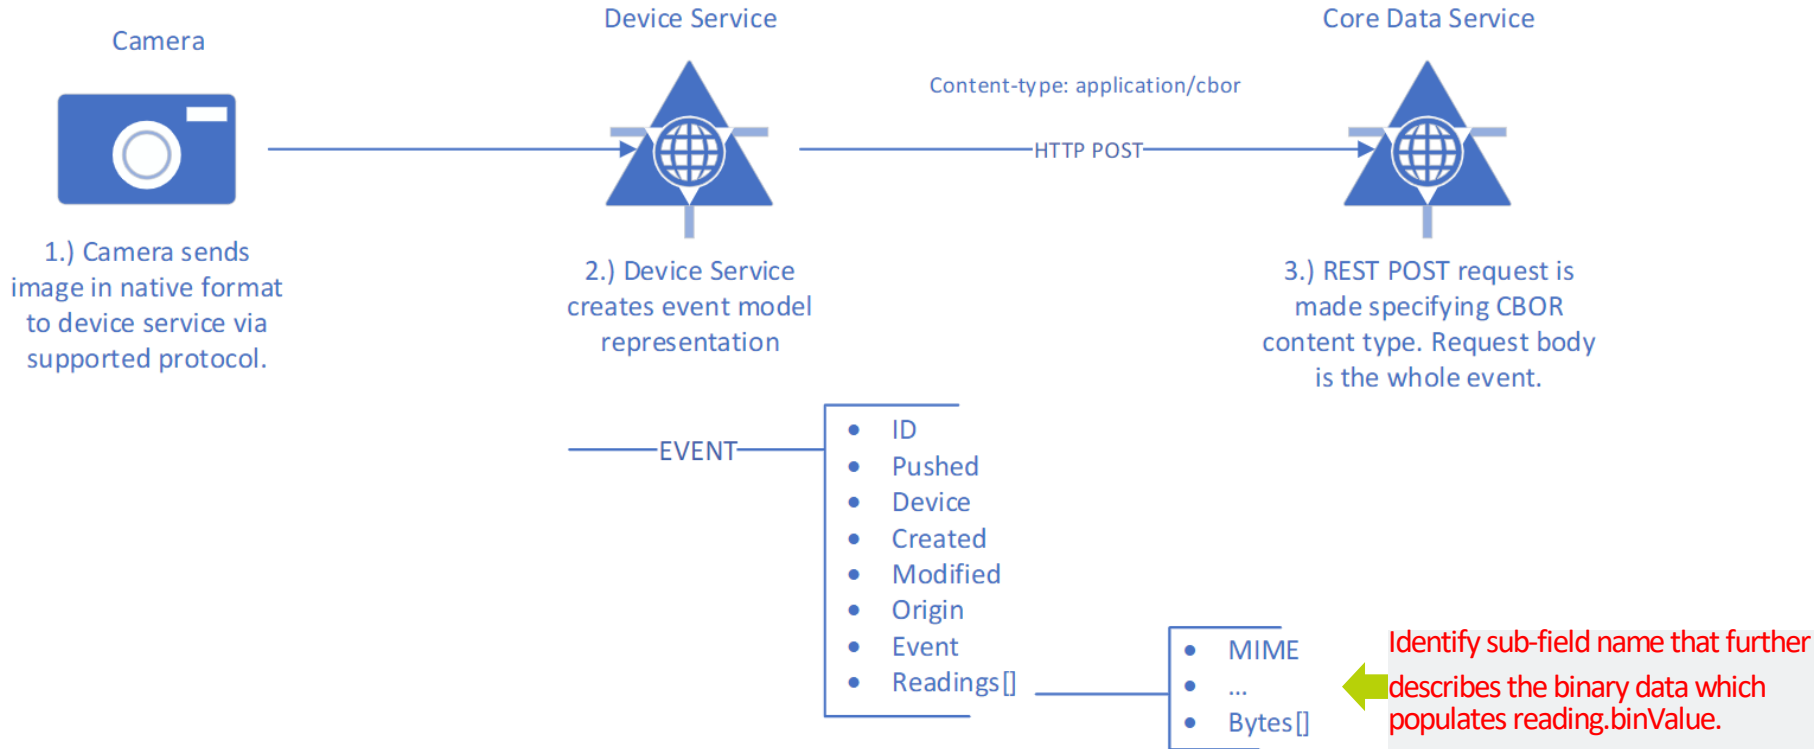 Camera
Device Service
Core Data Service
Content-type: application/cbor
HTTP POST
1.) Camera sends
image in native format
to device service via
supported protocol.
2.) Device Service
creates event model
representation
3.) REST POST request is
made specifying CBOR
content type. Request body
is the whole event.
EVENT
• ID
• Pushed
• Device
• Created
• Modified
• Origin
• Event
• Readings[]
• MIME
• ...
• Bytes[]
Identify sub-field name that further
describes the binary data which
populates reading.binValue.